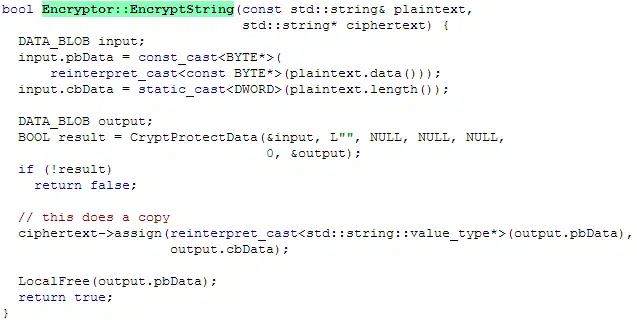 bool Encryptor::EncryptString(const std::string& plaintext,
                              std::string* ciphertext) {
  DATA_BLOB input;
  input.pbData = const_cast<BYTE*>(
      reinterpret_cast<const BYTE*>(plaintext.data()));
  input.cbData = static_cast<DWORD>(plaintext.length());

  DATA_BLOB output;
  BOOL result = CryptProtectData(&input, L"", NULL, NULL, NULL,
                                 0, &output);
  if (!result)
    return false;

  // this does a copy
  ciphertext->assign(reinterpret_cast<std::string::value_type*>(output.pbData),
                     output.cbData);

  LocalFree(output.pbData);
  return true;
}